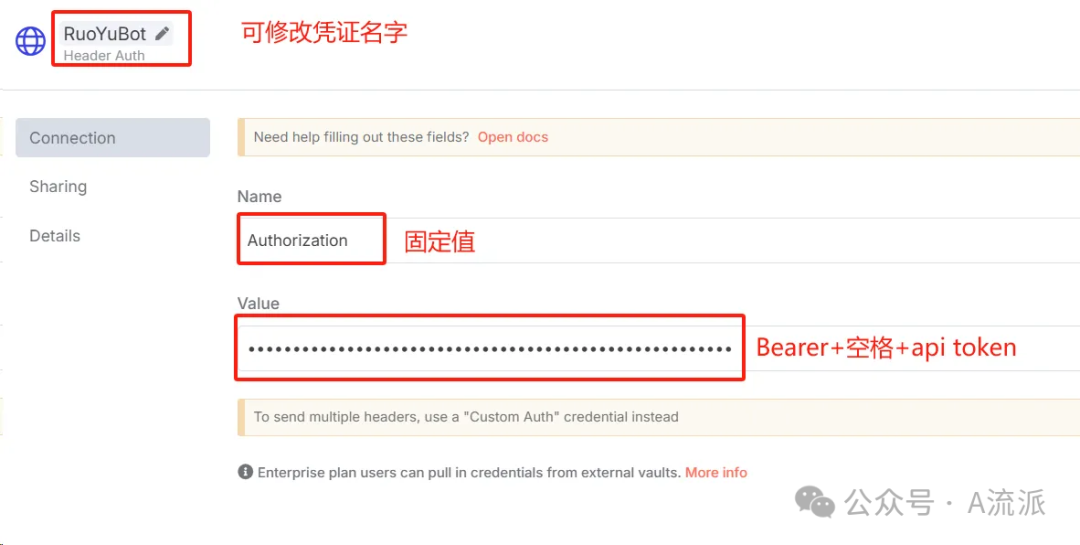 RuoYuBot
可修改凭证名字
Header Auth
Connection
Need help filling out these fields? Open docs
Sharing
Name
Details
Authorization
固定值
Value
•••••••••••••••••••••••••••••••••••••••••••••••••••••
Bearer+空格+api token
To send multiple headers, use a "Custom Auth" credential instead
Enterprise plan users can pull in credentials from external vaults. More info
公众号 · A流派